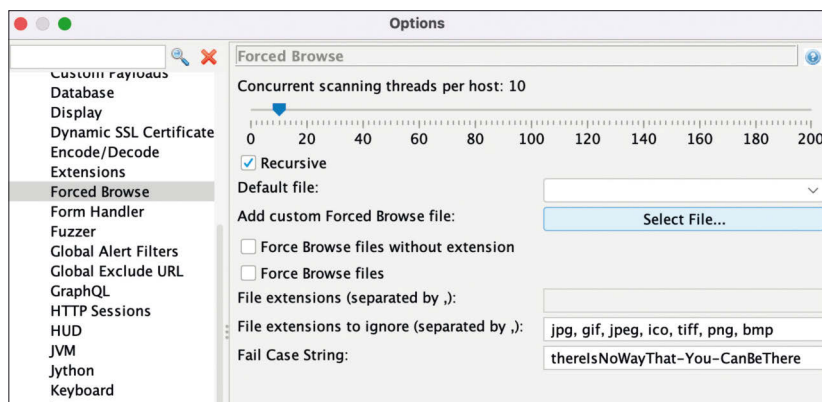 Options
Custom Payloads
Database
Display
Dynamic SSL Certificate
Encode/Decode
Extensions
Forced Browse
Form Handler
Fuzzer
Global Alert Filters
Global Exclude URL
GraphQL
HTTP Sessions
HUD
JVM
Jython
Keyboard
Forced Browse
Concurrent scanning threads per host: 10
0 20 40 60 80 100 120 140 160 180 200
Recursive
Default file:
Add custom Forced Browse file: Select File...
Force Browse files without extension
Force Browse files
File extensions (separated by ,):
File extensions to ignore (separated by ,): jpg, gif, jpeg, ico, tiff, png, bmp
Fail Case String: thereIsNoWayThat-You-CanBeThere